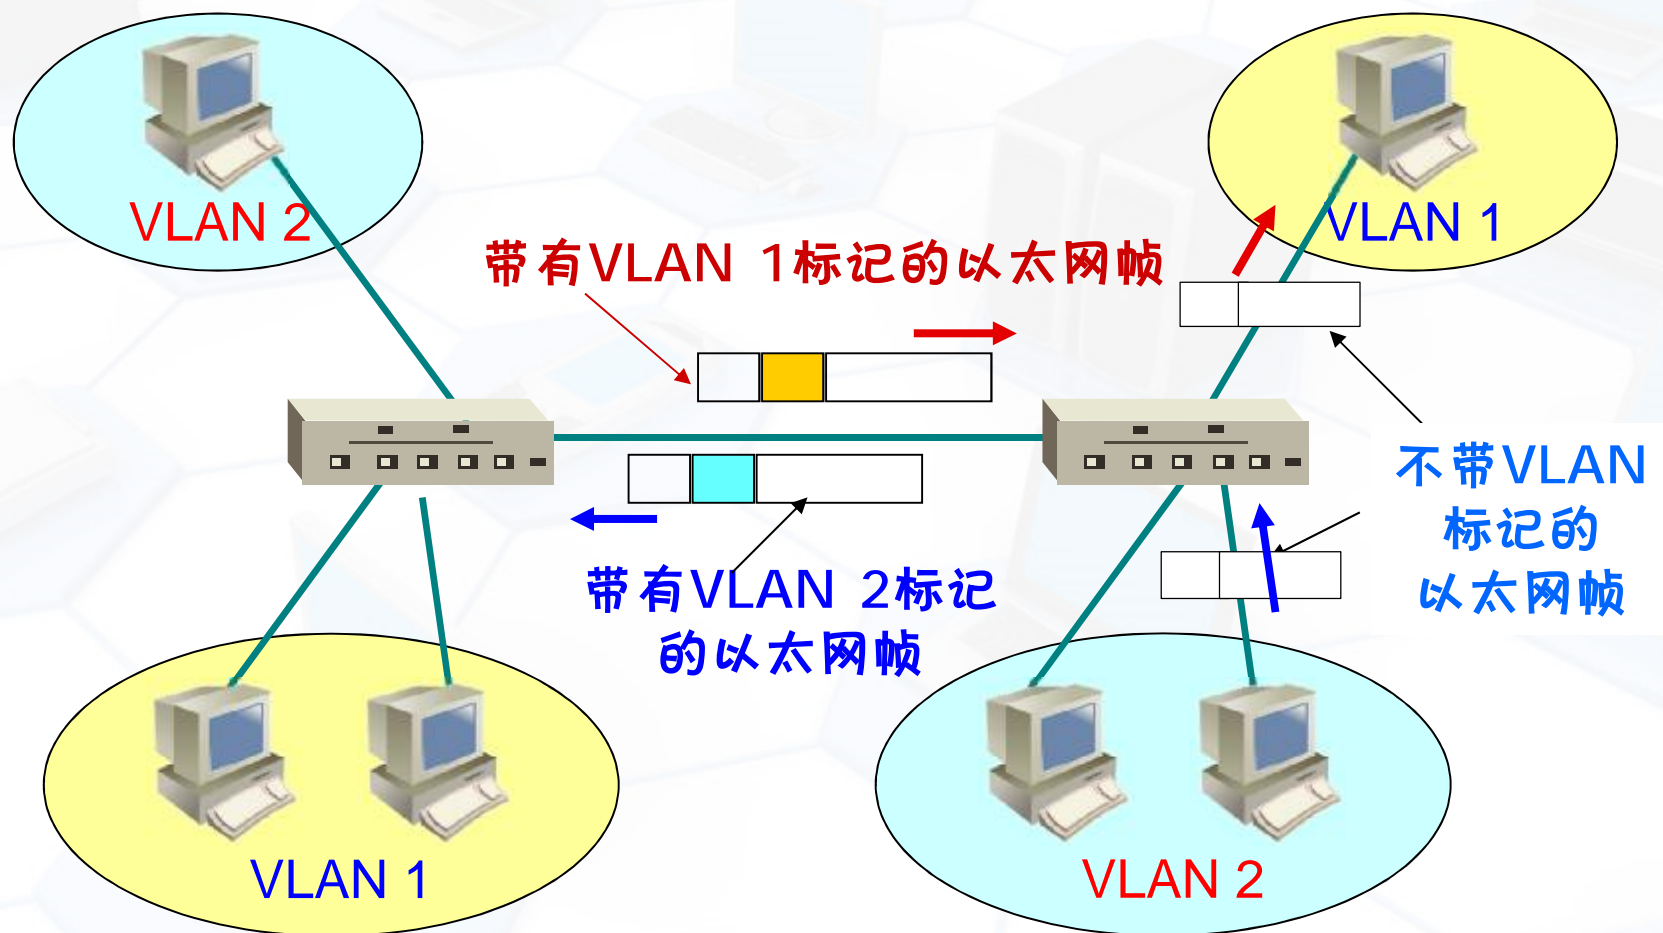 VLAN 2
VLAN 1
带有VLAN 1标记的以太网帧
不带VLAN
标记的
以太网帧
带有VLAN 2标记
的以太网帧
VLAN 1
VLAN 2